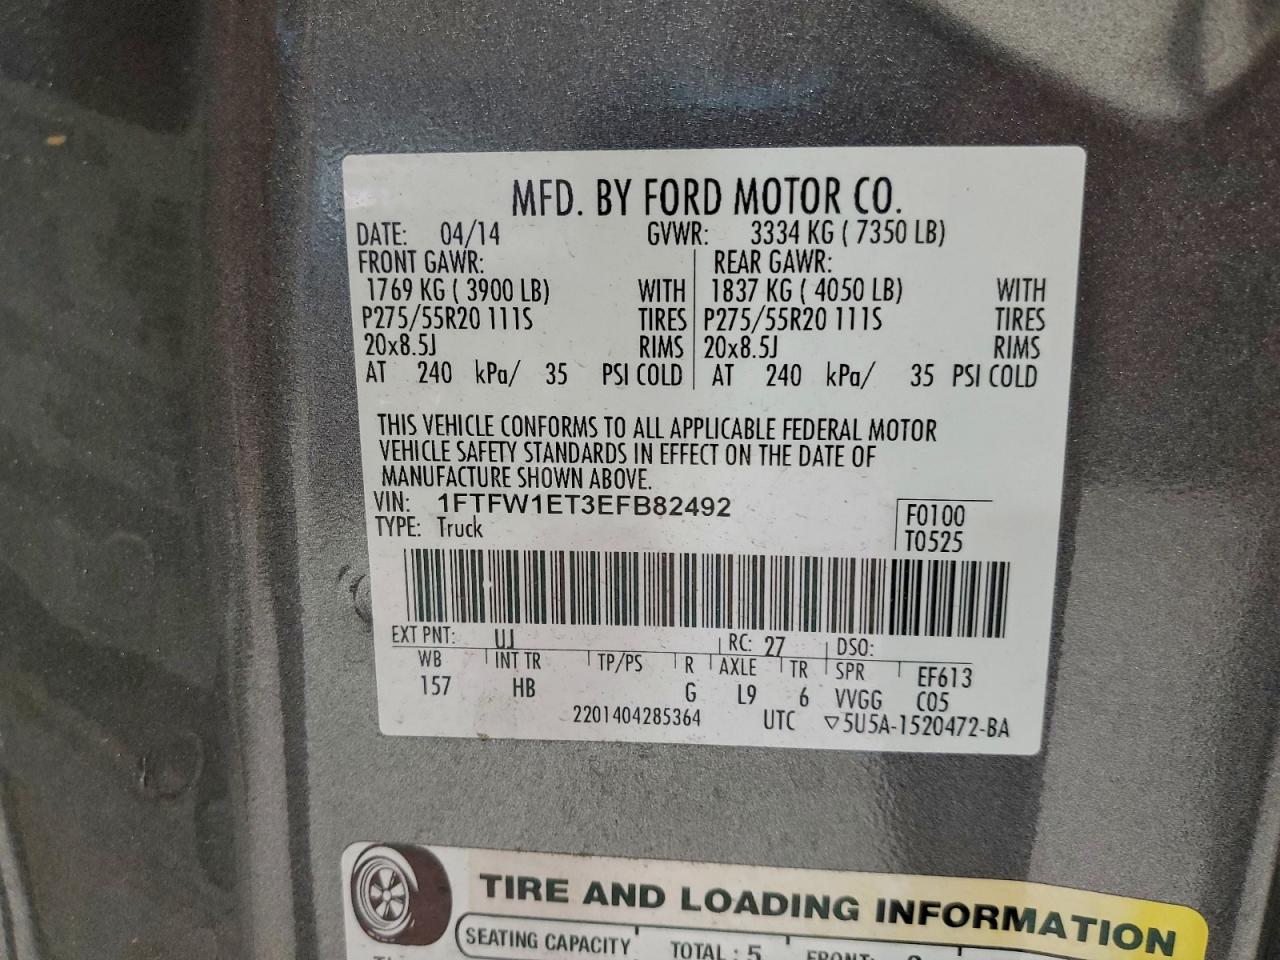 MFD. BY FORD MOTOR CO.
DATE: 04/14 GVWR: 3334 KG ( 7350 LB)
FRONT GAWR: REAR GAWR:
1769 KG ( 3900 LB) WITH 1837 KG ( 4050 LB) WITH
P275/55R20 111S TIRES P275/55R20 111S TIRES
20x8.5J RIMS 20x8.5J RIMS
AT 240 kPa/ 35 PSI COLD AT 240 kPa/ 35 PSI COLD
THIS VEHICLE CONFORMS TO ALL APPLICABLE FEDERAL MOTOR
VEHICLE SAFETY STANDARDS IN EFFECT ON THE DATE OF
MANUFACTURE SHOWN ABOVE.
VIN: 1FTFW1ET3EFB82492 F0100
TYPE: Truck T0525
EXT PNT: UJ RC: 27 DSO:
WB INT TR TP/PS R AXLE TR SPR EF613
157 HB G L9 6 VVGG C05
2201404285364 UTC ▽5U5A-1520472-BA
TIRE AND LOADING INFORMATION
SEATING CAPACITY TOTAL : 5 FRONT: